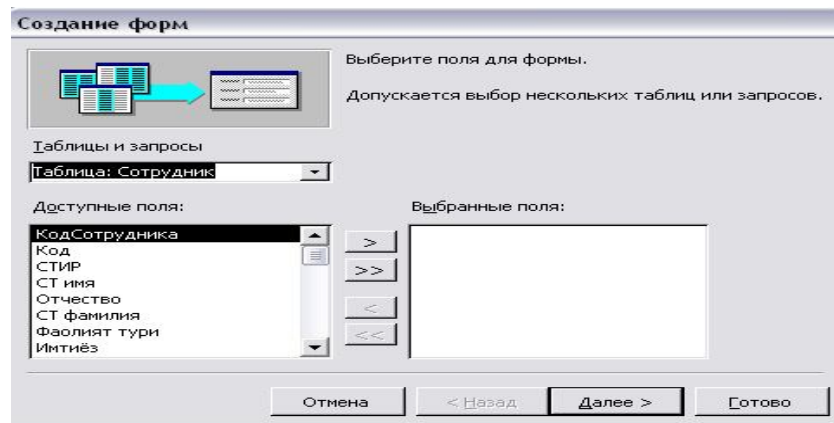 Создание форм
Выберите поля для формы.
Допускается выбор нескольких таблиц или запросов.
Таблицы и запросы
Таблица: Сотрудник
Доступные поля:
Выбранные поля:
КодСотрудника
Код
СТИР
СТ имя
Отчество
СТ фамилия
Фаолият тури
Имтиёз
>
>>
<
<<
Отмена
< Назад
Далее >
Готово